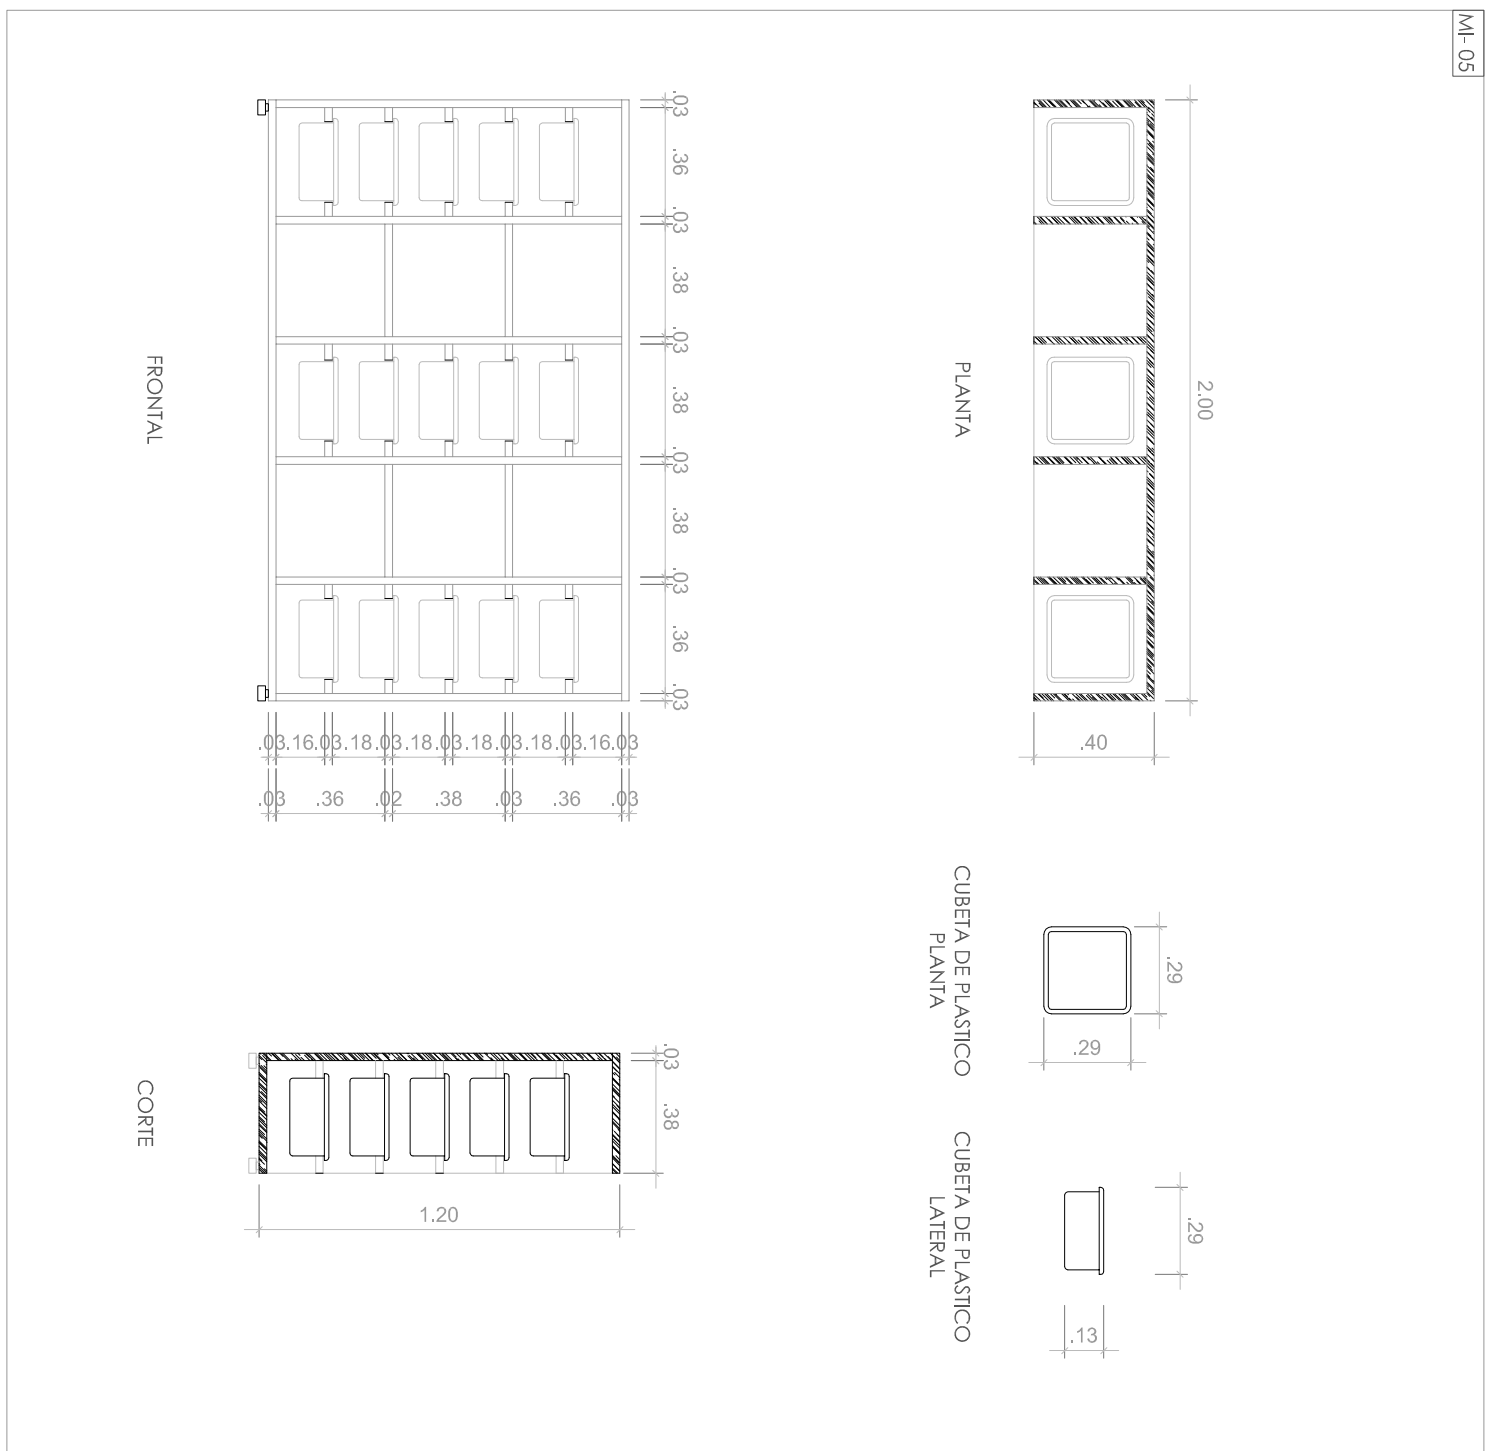 MI- 05
2.00
.40
PLANTA
.29
.29
CUBETA DE PLASTICO
PLANTA
.29
.13
CUBETA DE PLASTICO
LATERAL
.03 .36 .03 .38 .03 .38 .03 .38 .03 .36 .03
.03 .16 .03 .18 .03 .18 .03 .18 .03 .18 .03 .16 .03
.03 .36 .02 .38 .03 .36 .03
FRONTAL
.03 .38
1.20
CORTE